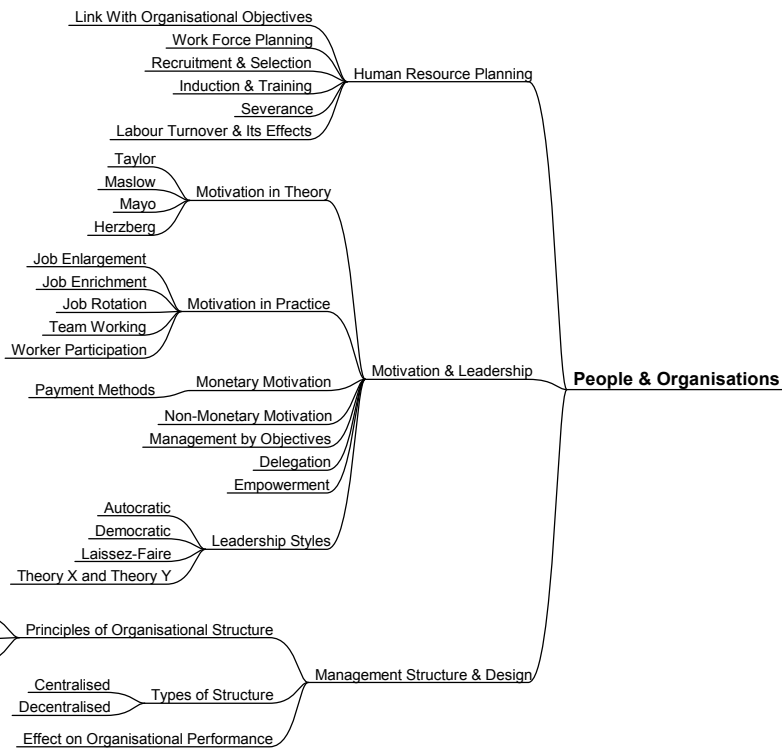 Link With Organisational Objectives
Work Force Planning
Recruitment & Selection
Induction & Training
Severance
Labour Turnover & Its Effects
Human Resource Planning
Taylor
Maslow
Mayo
Herzberg
Motivation in Theory
Job Enlargement
Job Enrichment
Job Rotation
Team Working
Worker Participation
Motivation in Practice
Payment Methods
Monetary Motivation
Non-Monetary Motivation
Management by Objectives
Delegation
Empowerment
Autocratic
Democratic
Laissez-Faire
Theory X and Theory Y
Leadership Styles
Motivation & Leadership
People & Organisations
Principles of Organisational Structure
Centralised
Decentralised
Types of Structure
Effect on Organisational Performance
Management Structure & Design